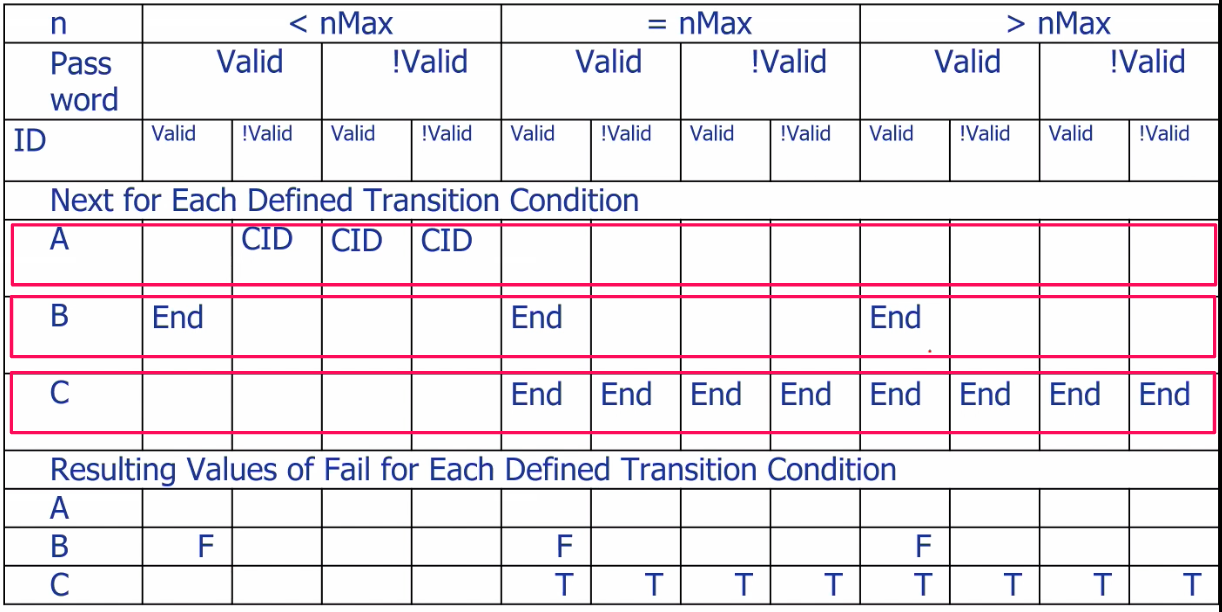 n < nMax = nMax > nMax
Pass Valid !Valid Valid !Valid Valid !Valid
word
ID Valid !Valid Valid !Valid Valid !Valid Valid !Valid Valid !Valid Valid !Valid
Next for Each Defined Transition Condition
A CID CID CID
B End End End
C End End End End End End End End
Resulting Values of Fail for Each Defined Transition Condition
A
B F F F
C T T T T T T T T